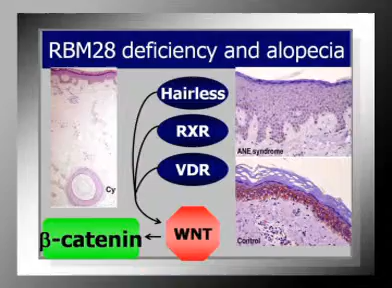 RBM28 deficiency and alopecia
Hairless
RXR
VDR
WNT
β-catenin
Cy
ANE syndrome
Control